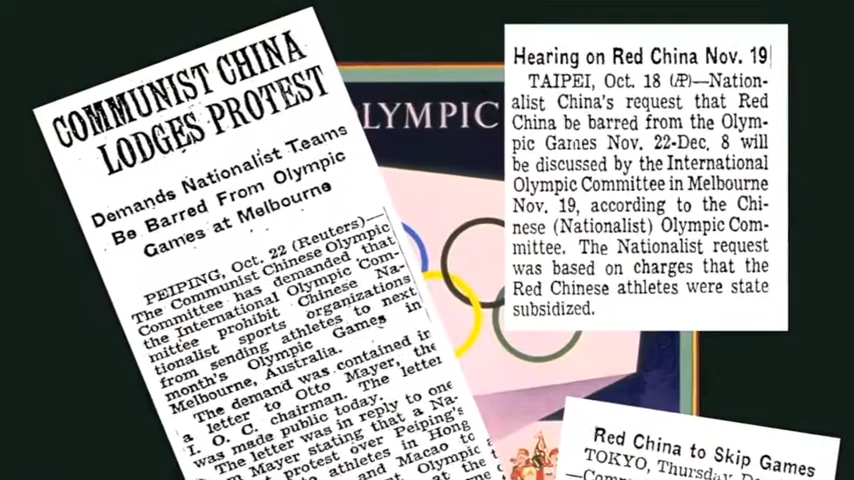 COMMUNIST CHINA
LODGES PROTEST
Demands Nationalist Teams
Be Barred From Olympic
Games at Melbourne
PEIPING, Oct. 22 (Reuters)—
The Communist Chinese Olympic
Committee has demanded that
the International Olympic Com-
mittee prohibit Chinese Na-
tionalist sports organizations
from sending athletes to next
month's Olympic Games in
Melbourne, Australia.
The demand was contained in
a letter to Otto Mayer, the
I. O. C. chairman. The letter
was made public today.
The letter was in reply to one
Mayer stating that a Na-
protest over Peiping's
to athletes in Hong
and Macao to
Olympic
at the
OLYMPIC
Hearing on Red China Nov. 19
TAIPEI, Oct. 18 (AP)—Nation-
alist China's request that Red
China be barred from the Olym-
pic Games Nov. 22-Dec. 8 will
be discussed by the International
Olympic Committee in Melbourne
Nov. 19, according to the Chi-
nese (Nationalist) Olympic Com-
mittee. The Nationalist request
was based on charges that the
Red Chinese athletes were state
subsidized.
Red China to Skip Games
TOKYO, Thursday,